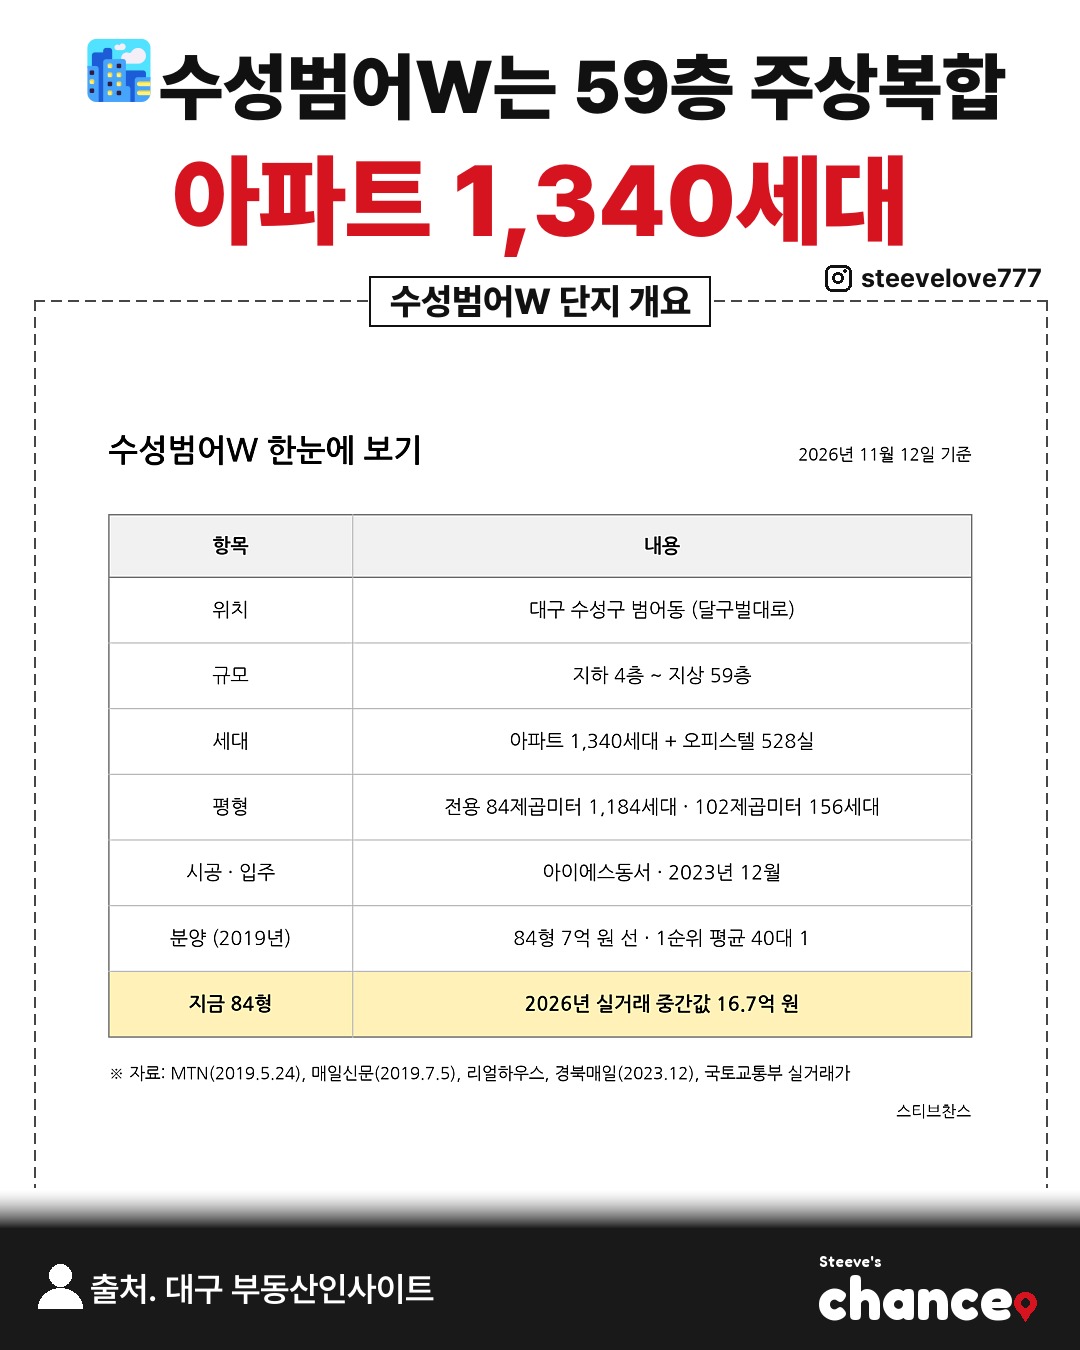 수성범어W는 59층 주상복합
아파트 1,340세대
steevelove777
수성범어W 단지 개요
수성범어W 한눈에 보기
2026년 11월 12일 기준
항목 내용
위치 대구 수성구 범어동 (달구벌대로)
규모 지하 4층 ~ 지상 59층
세대 아파트 1,340세대 + 오피스텔 528실
평형 전용 84제곱미터 1,184세대 · 102제곱미터 156세대
시공 · 입주 아이에스동서 · 2023년 12월
분양 (2019년) 84형 7억 원 선 · 1순위 평균 40대 1
지금 84형 2026년 실거래 중간값 16.7억 원
※ 자료: MTN(2019.5.24), 매일신문(2019.7.5), 리얼하우스, 경북매일(2023.12), 국토교통부 실거래가
스티브찬스
출처. 대구 부동산인사이트
Steeve's
chance